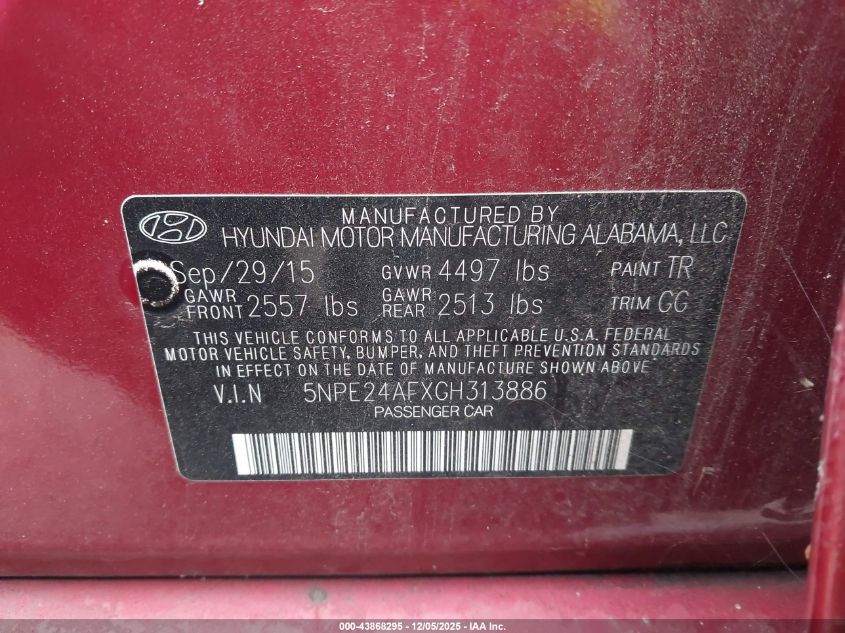 MANUFACTURED BY
HYUNDAI MOTOR MANUFACTURING ALABAMA, LLC
Sep/29/15 GVWR 4497 lbs PAINT TR
GAWR FRONT 2557 lbs GAWR REAR 2513 lbs TRIM GG
THIS VEHICLE CONFORMS TO ALL APPLICABLE U.S.A. FEDERAL
MOTOR VEHICLE SAFETY, BUMPER, AND THEFT PREVENTION STANDARDS
IN EFFECT ON THE DATE OF MANUFACTURE SHOWN ABOVE
V.I.N 5NPE24AFXGH313886
PASSENGER CAR
000-43868295 - 12/05/2025 - IAA Inc.